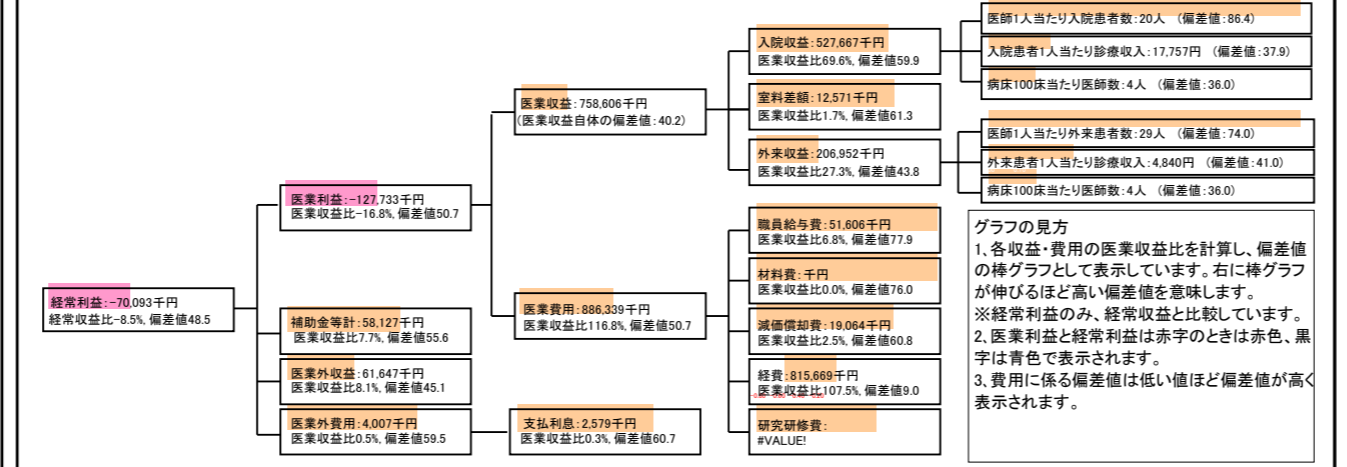 経常利益:-70,093千円
経常収益比-8.5%, 偏差値48.5
医業利益:-127,733千円
医業収益比-16.8%, 偏差値50.7
補助金等計:58,127千円
医業収益比7.7%, 偏差値55.6
医業外収益:61,647千円
医業収益比8.1%, 偏差値45.1
医業外費用:4,007千円
医業収益比0.5%, 偏差値59.5
支払利息:2,579千円
医業収益比0.3%, 偏差値60.7
医業収益:758,606千円
(医業収益自体の偏差値:40.2)
医業費用:886,339千円
医業収益比116.8%, 偏差値50.7
入院収益:527,667千円
医業収益比69.6%, 偏差値59.9
室料差額:12,571千円
医業収益比1.7%, 偏差値61.3
外来収益:206,952千円
医業収益比27.3%, 偏差値43.8
職員給与費:51,606千円
医業収益比6.8%, 偏差値77.9
材料費:千円
医業収益比0.0%, 偏差値76.0
減価償却費:19,064千円
医業収益比2.5%, 偏差値60.8
経費:815,669千円
医業収益比107.5%, 偏差値9.0
研究研修費:
#VALUE!
医師1人当たり入院患者数:20人 (偏差値:86.4)
入院患者1人当たり診療収入:17,757円 (偏差値:37.9)
病床100床当たり医師数:4人 (偏差値:36.0)
医師1人当たり外来患者数:29人 (偏差値:74.0)
外来患者1人当たり診療収入:4,840円 (偏差値:41.0)
病床100床当たり医師数:4人 (偏差値:36.0)
グラフの見方
1、各収益・費用の医業収益比を計算し、偏差値
の棒グラフとして表示しています。右に棒グラフ
が伸びるほど高い偏差値を意味します。
※経常利益のみ、経常収益と比較しています。
2、医業利益と経常利益は赤字のときは赤色、黒
字は青色で表示されます。
3、費用に係る偏差値は低い値ほど偏差値が高く
表示されます。